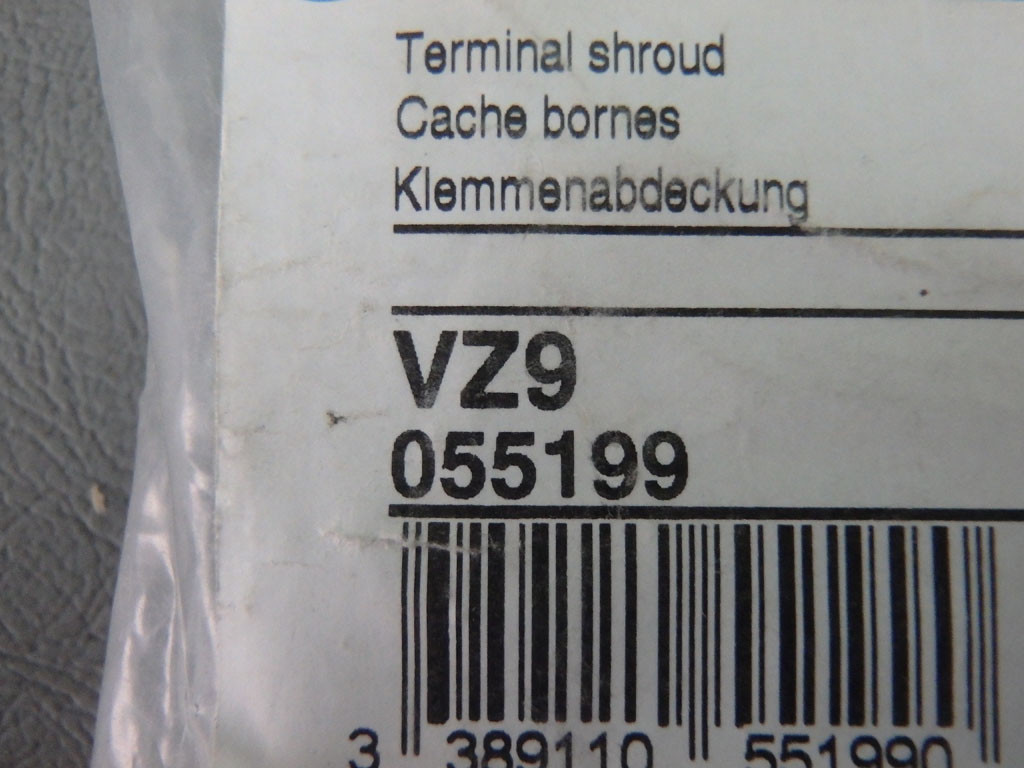 Terminal shroud
Cache bornes
Klemmenabdeckung
VZ9
055199
3 389110 551990